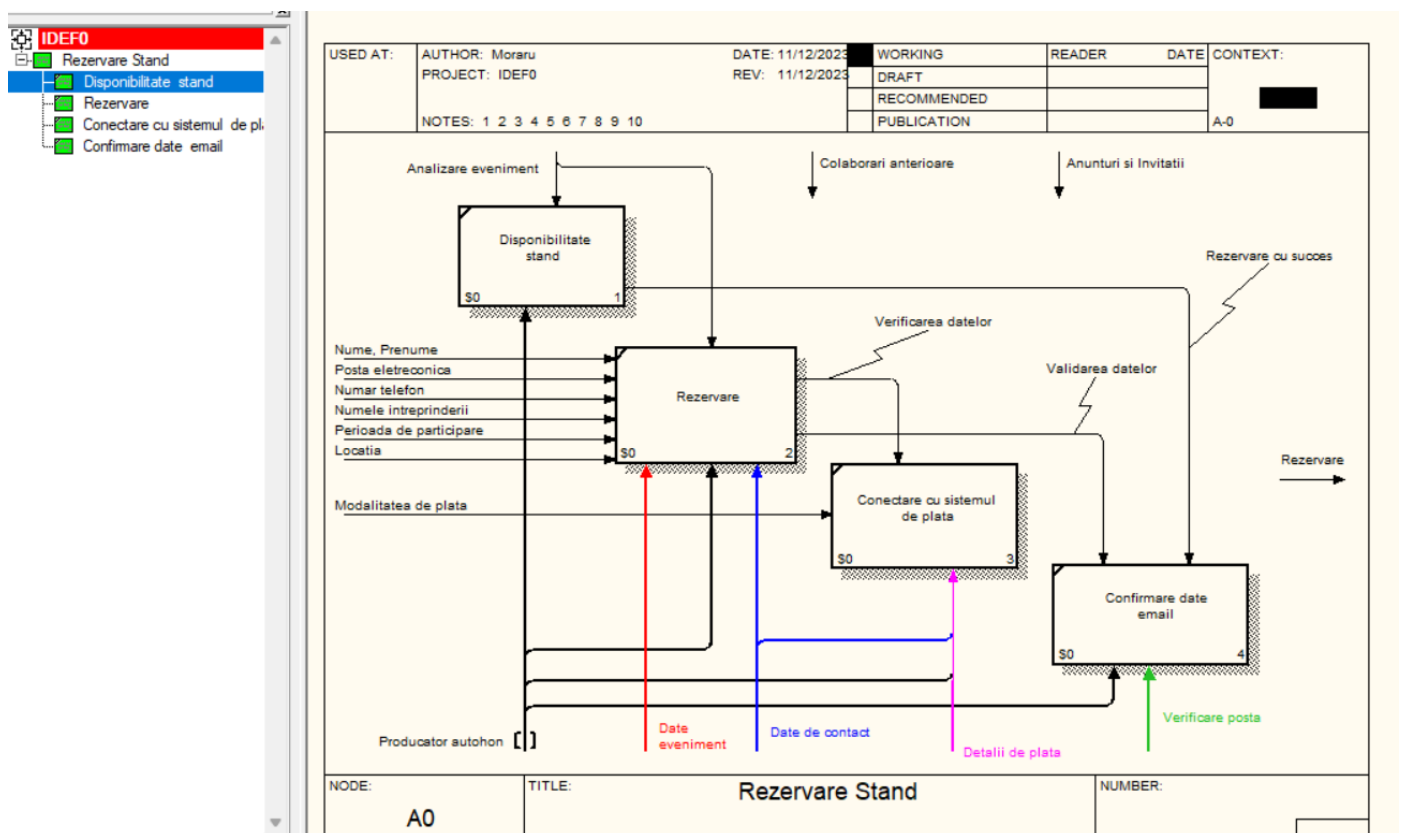 IDEF0
Rezervare Stand
Disponibilitate stand
Rezervare
Conectare cu sistemul de pl
Confirmare date email
USED AT:
AUTHOR: Moraru
DATE: 11/12/2023
PROJECT: IDEF0
REV: 11/12/2023
NOTES: 1 2 3 4 5 6 7 8 9 10
WORKING
DRAFT
RECOMMENDED
PUBLICATION
READER DATE
CONTEXT:
A-0
Analizare eveniment
Colaborari anterioare
Anunturi si Invitatii
Disponibilitate
stand
$0 1
Rezervare cu succes
Verificarea datelor
Nume, Prenume
Posta eletreconica
Numar telefon
Numele intreprinderii
Perioada de participare
Locatia
Rezervare
$0 2
Validarea datelor
Rezervare
Modalitatea de plata
Conectare cu sistemul
de plata
$0 3
Confirmare date
email
$0 4
Producator autohon
Date
eveniment
Date de contact
Detalii de plata
Verificare posta
NODE:
A0
TITLE:
Rezervare Stand
NUMBER: